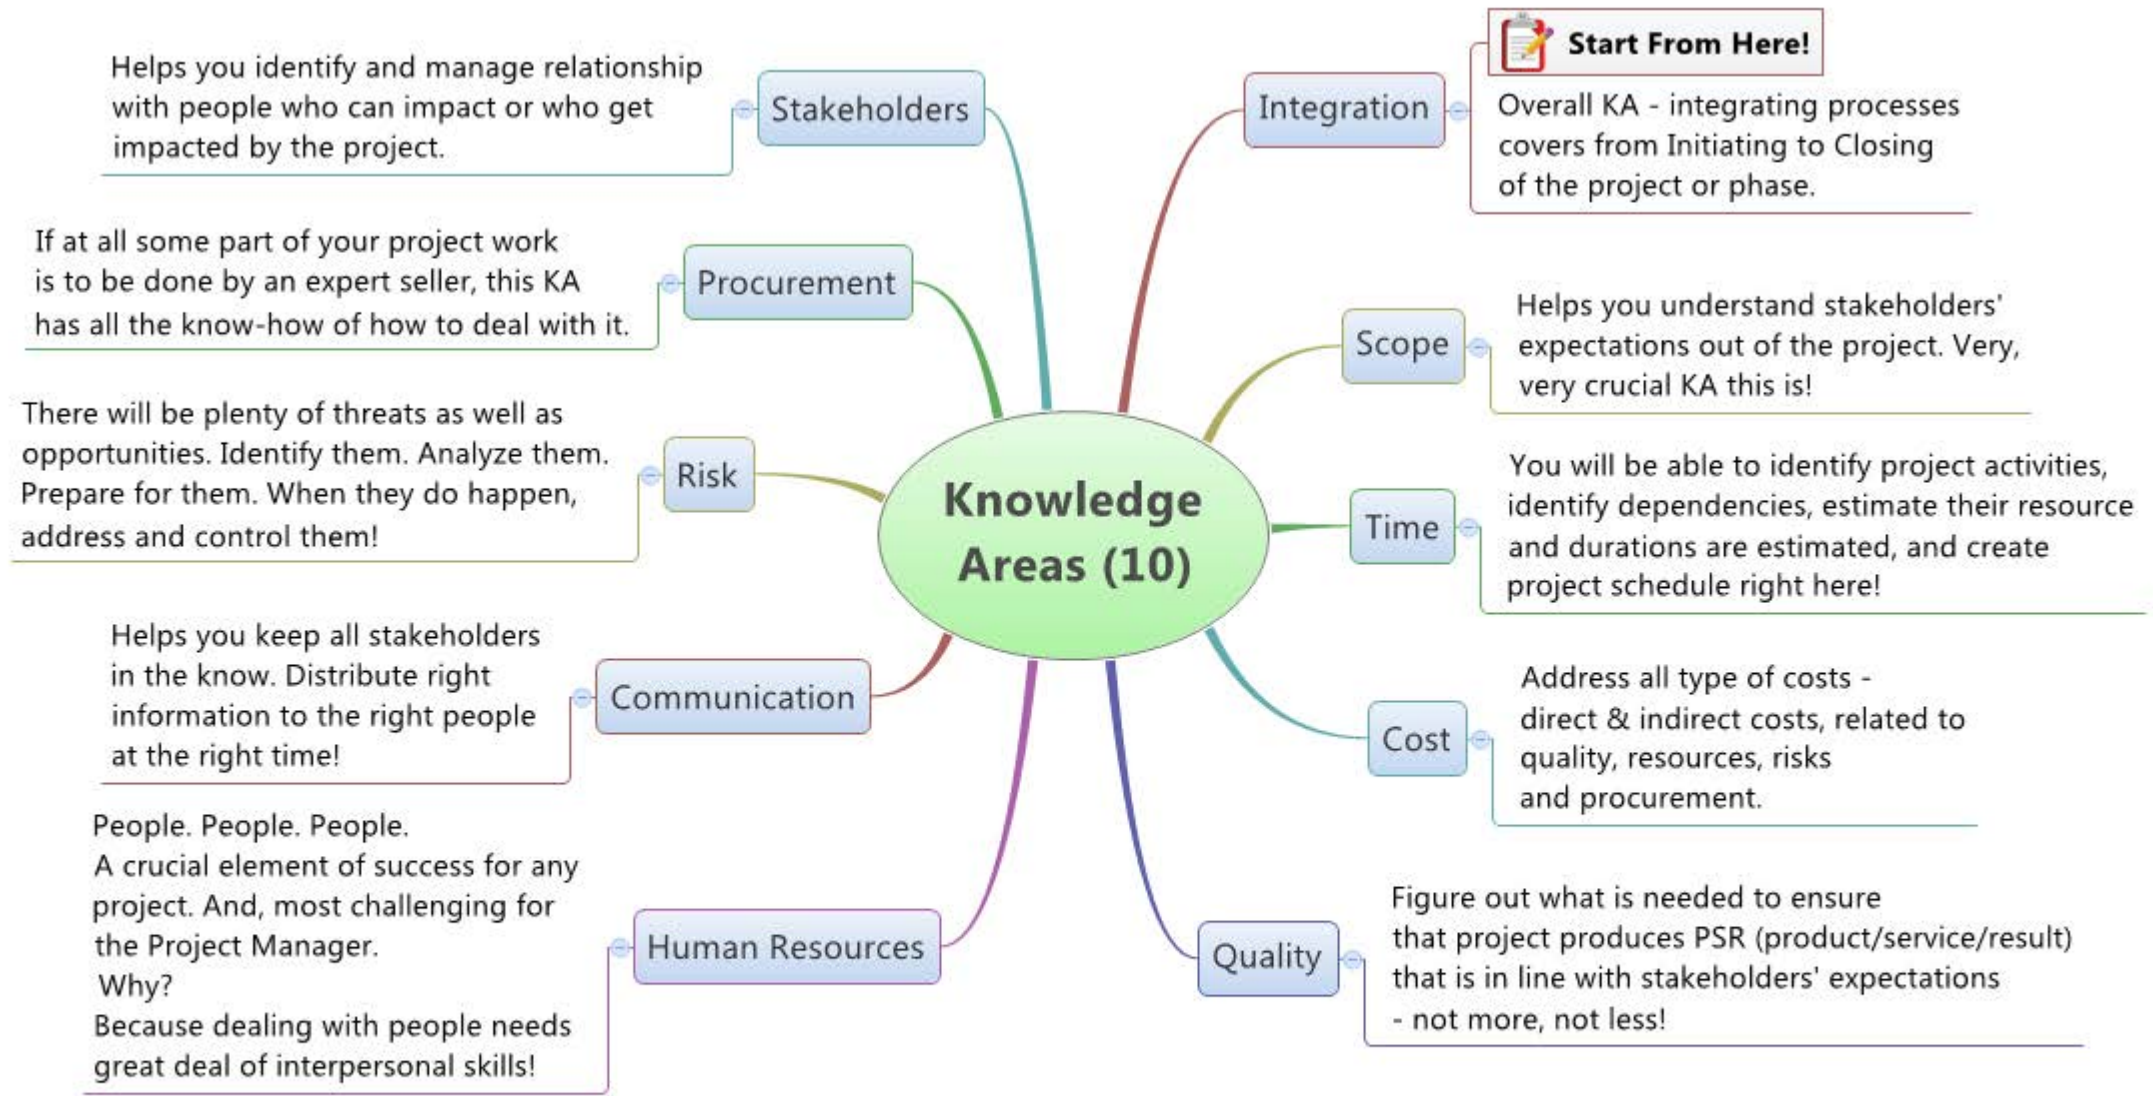 Knowledge
Areas (10)
Start From Here!
Integration
Overall KA - integrating processes
covers from Initiating to Closing
of the project or phase.
Scope
Helps you understand stakeholders'
expectations out of the project. Very,
very crucial KA this is!
Time
You will be able to identify project activities,
identify dependencies, estimate their resource
and durations are estimated, and create
project schedule right here!
Cost
Address all type of costs -
direct & indirect costs, related to
quality, resources, risks
and procurement.
Quality
Figure out what is needed to ensure
that project produces PSR (product/service/result)
that is in line with stakeholders' expectations
- not more, not less!
Human Resources
People. People. People.
A crucial element of success for any
project. And, most challenging for
the Project Manager.
Why?
Because dealing with people needs
great deal of interpersonal skills!
Communication
Helps you keep all stakeholders
in the know. Distribute right
information to the right people
at the right time!
Risk
There will be plenty of threats as well as
opportunities. Identify them. Analyze them.
Prepare for them. When they do happen,
address and control them!
Procurement
If at all some part of your project work
is to be done by an expert seller, this KA
has all the know-how of how to deal with it.
Stakeholders
Helps you identify and manage relationship
with people who can impact or who get
impacted by the project.